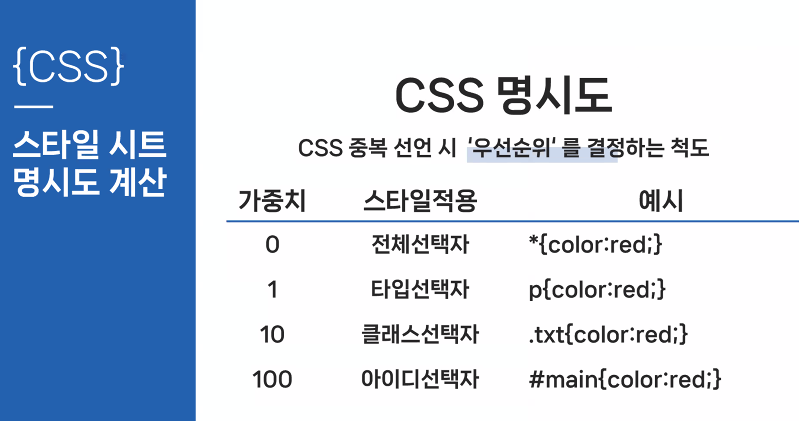 {CSS}
스타일 시트
명시도 계산
CSS 명시도
CSS 중복 선언 시 '우선순위' 를 결정하는 척도
가중치 스타일적용 예시
0 전체선택자 *{color:red;}
1 타입선택자 p{color:red;}
10 클래스선택자 .txt{color:red;}
100 아이디선택자 #main{color:red;}